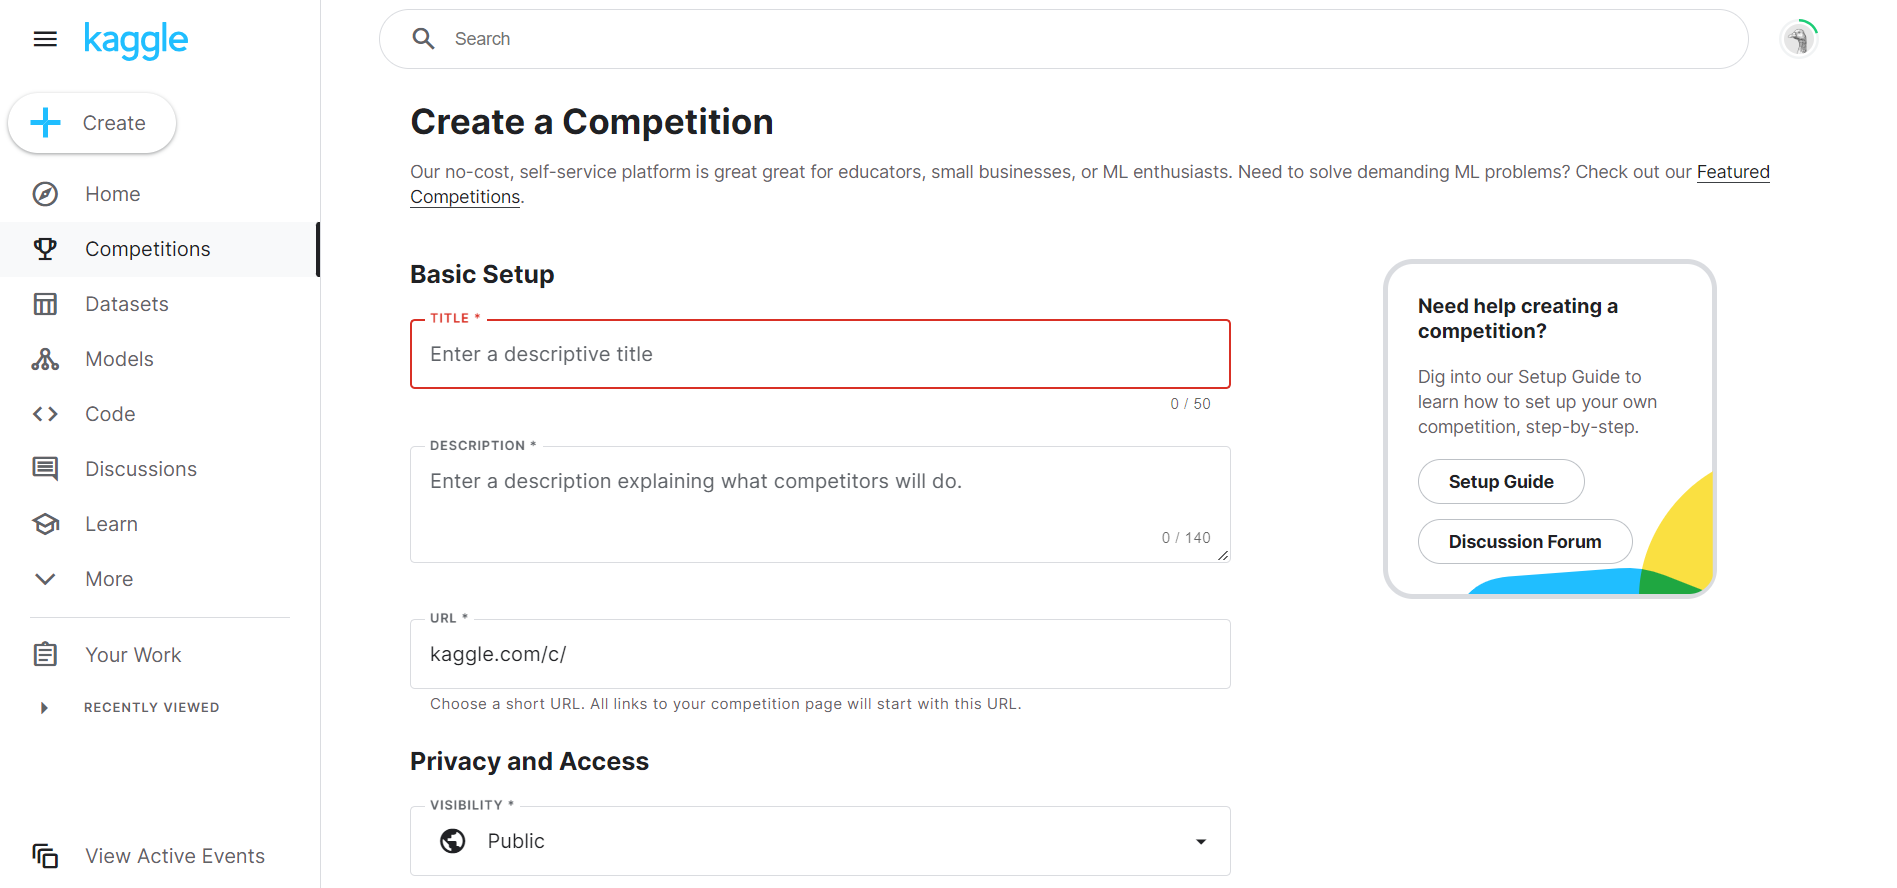 kaggle
Search
Create
Home
Competitions
Datasets
Models
Code
Discussions
Learn
More
Your Work
RECENTLY VIEWED
View Active Events
Create a Competition
Our no-cost, self-service platform is great great for educators, small businesses, or ML enthusiasts. Need to solve demanding ML problems? Check out our Featured
Competitions.
Basic Setup
TITLE *
Enter a descriptive title
0 / 50
DESCRIPTION *
Enter a description explaining what competitors will do.
0 / 140
URL *
kaggle.com/c/
Choose a short URL. All links to your competition page will start with this URL.
Privacy and Access
VISIBILITY *
Public
Need help creating a
competition?
Dig into our Setup Guide to
learn how to set up your own
competition, step-by-step.
Setup Guide
Discussion Forum